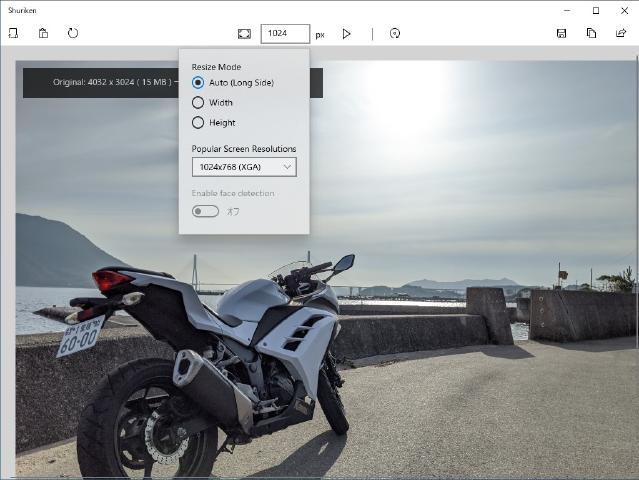 Shuriken
1024
px
Original: 4032 x 3024 ( 15 MB )
Resize Mode
Auto (Long Side)
Width
Height
Popular Screen Resolutions
1024x768 (XGA)
Enable face detection
オフ
60-00